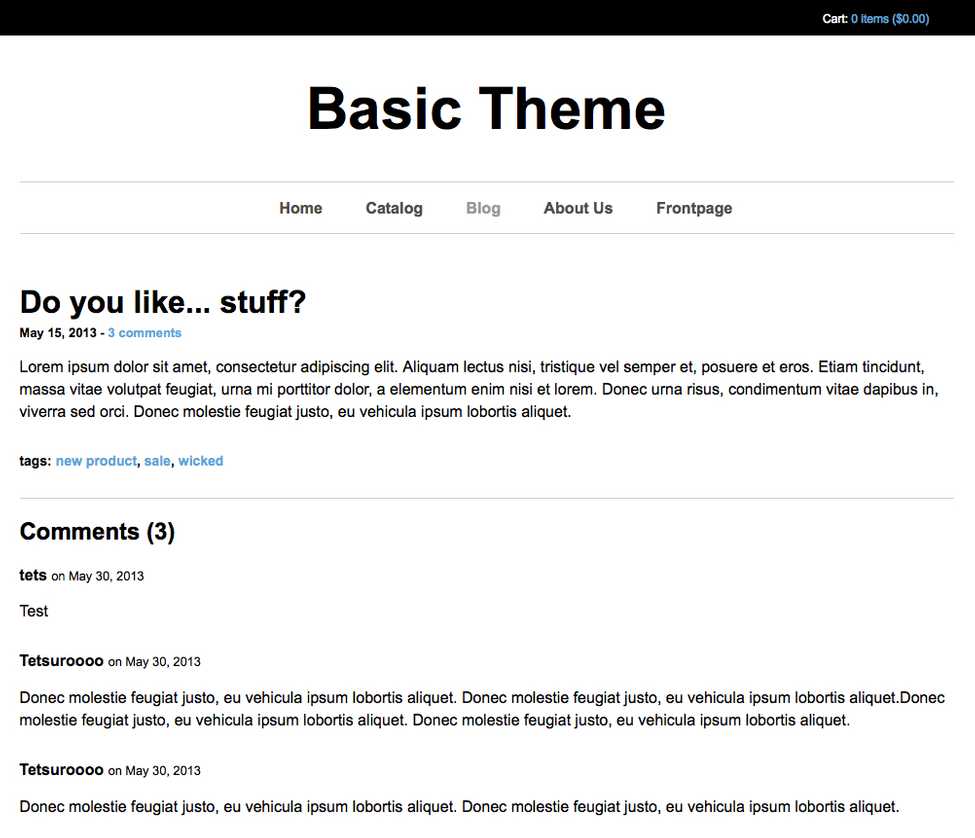 Cart: 0 items ($0.00)
Basic Theme
Home Catalog Blog About Us Frontpage
Do you like... stuff?
May 15, 2013 - 3 comments
Lorem ipsum dolor sit amet, consectetur adipiscing elit. Aliquam lectus nisi, tristique vel semper et, posuere et eros. Etiam tincidunt,
massa vitae volutpat feugiat, urna mi porttitor dolor, a elementum enim nisi et lorem. Donec urna risus, condimentum vitae dapibus in,
viverra sed orci. Donec molestie feugiat justo, eu vehicula ipsum lobortis aliquet.
tags: new product, sale, wicked
Comments (3)
tets on May 30, 2013
Test
Tetsuroooo on May 30, 2013
Donec molestie feugiat justo, eu vehicula ipsum lobortis aliquet. Donec molestie feugiat justo, eu vehicula ipsum lobortis aliquet.Donec
molestie feugiat justo, eu vehicula ipsum lobortis aliquet. Donec molestie feugiat justo, eu vehicula ipsum lobortis aliquet.
Tetsuroooo on May 30, 2013
Donec molestie feugiat justo, eu vehicula ipsum lobortis aliquet. Donec molestie feugiat justo, eu vehicula ipsum lobortis aliquet.